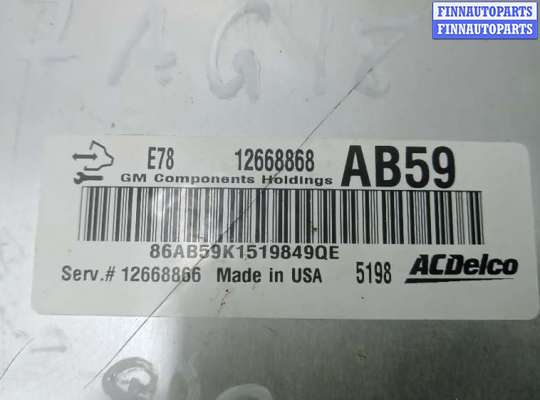 FINNAUTOPARTS
FINNAUTOPARTS
E78 12668868 AB59
GM Components Holdings
86AB59K1519849QE
Serv.# 12668866 Made in USA 5198 ACDelco